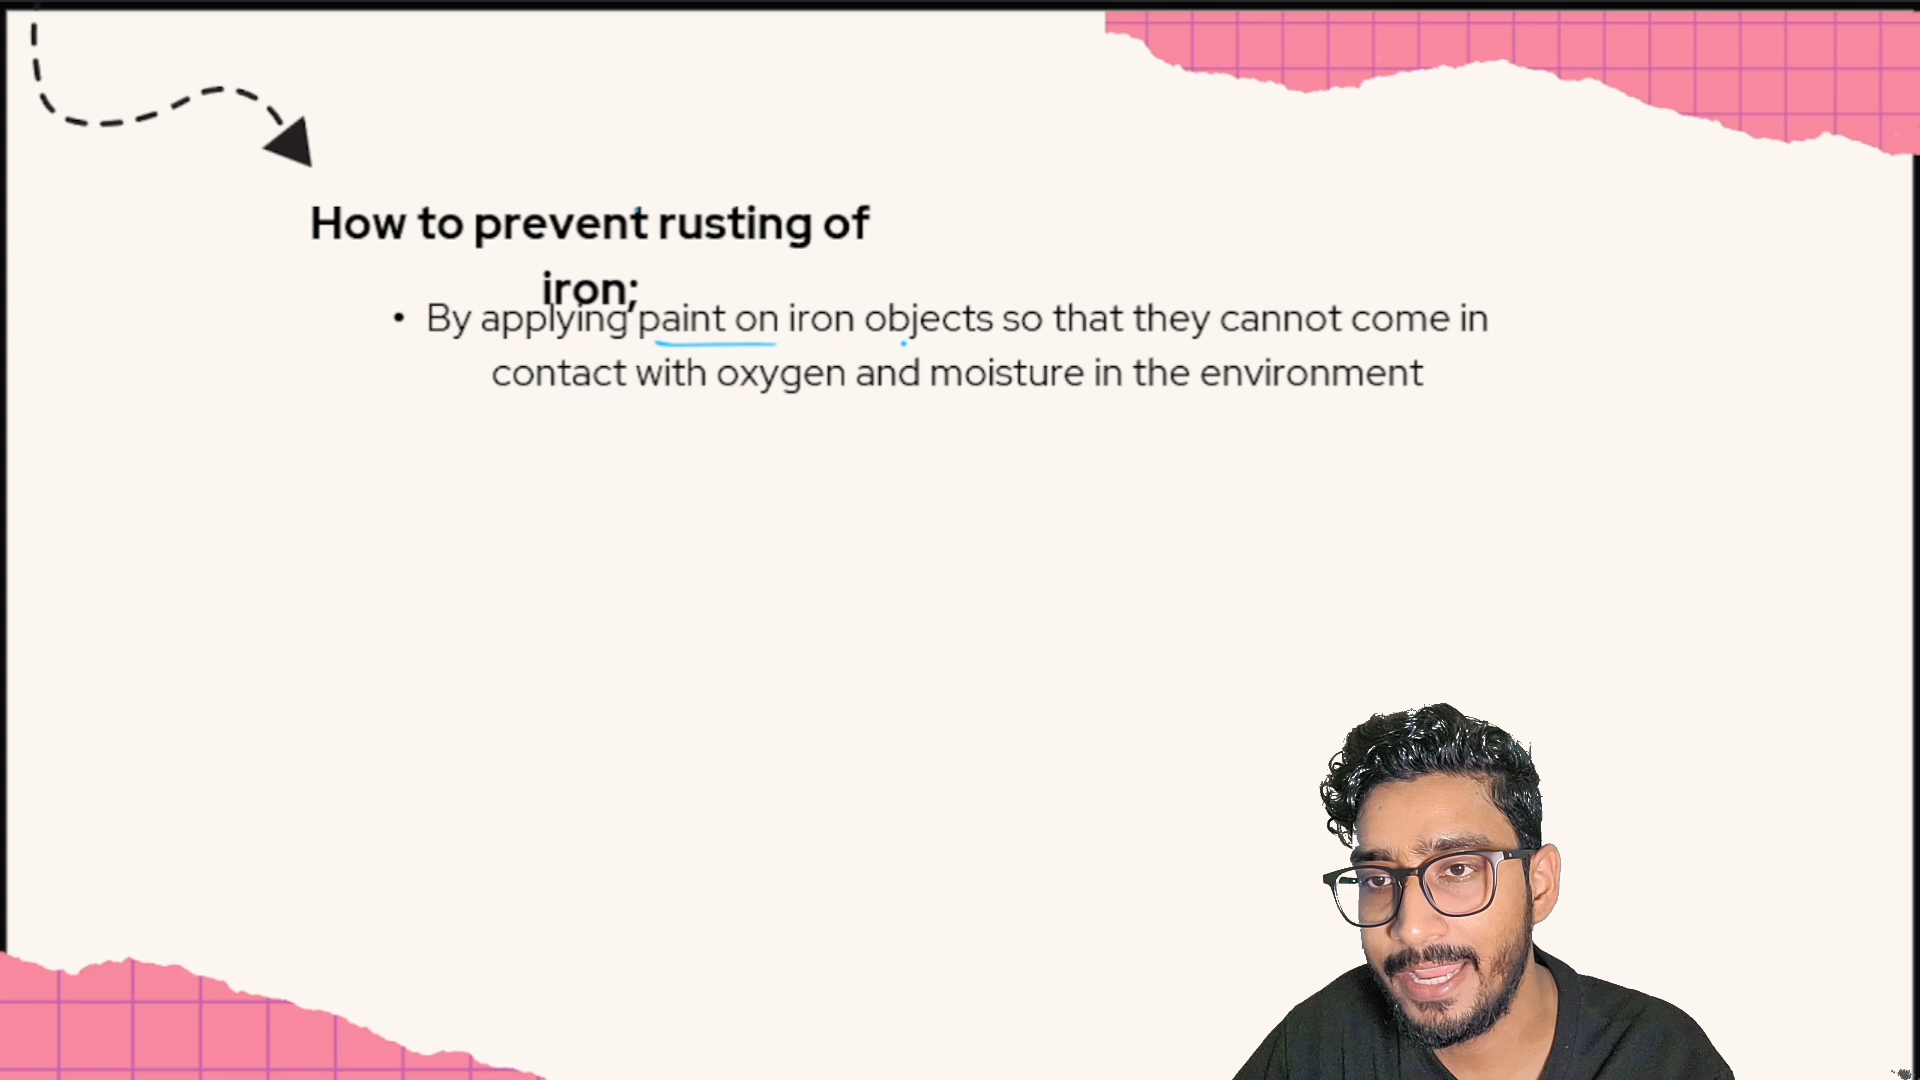 How to prevent rusting of
iron;
• By applying paint on iron objects so that they cannot come in
contact with oxygen and moisture in the environment